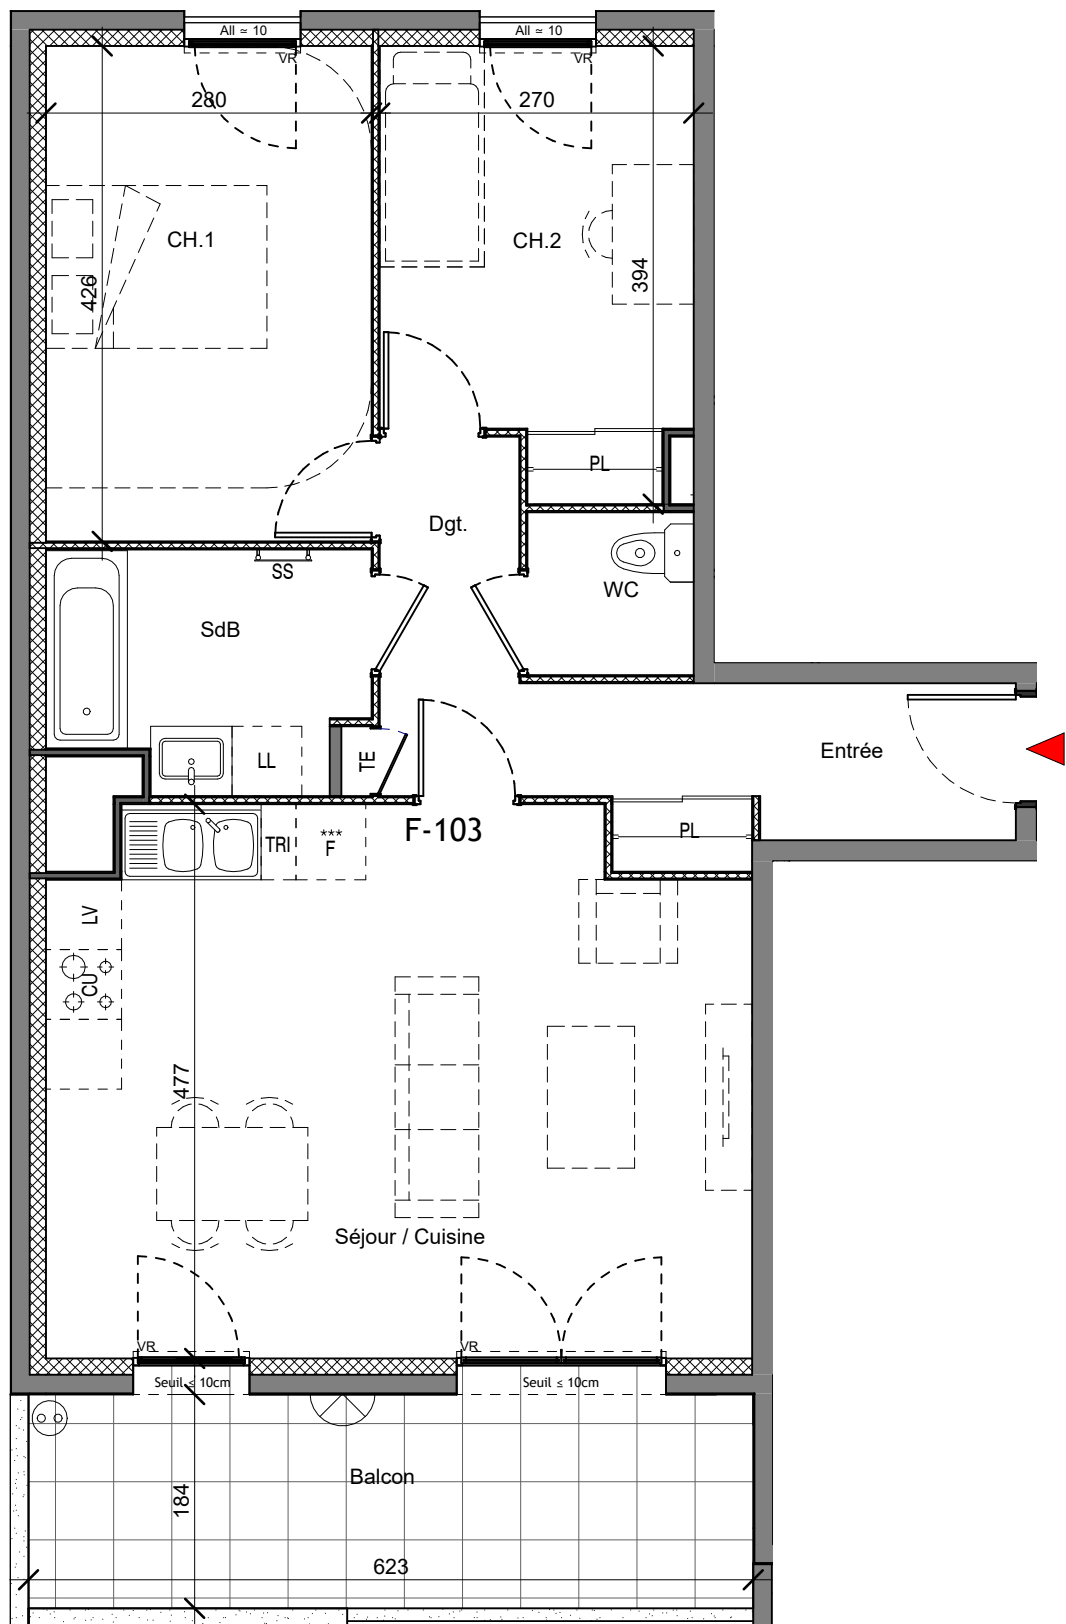 All ≃ 10
All ≃ 10
VR
VR
280
270
CH.1
CH.2
426
394
PL
Dgt.
SS
WC
SdB
LL
TE
Entrée
F-103
PL
TRI
***
F
LV
CU
477
Séjour / Cuisine
VR
VR
Seuil ≤ 10cm
Seuil ≤ 10cm
Balcon
184
623